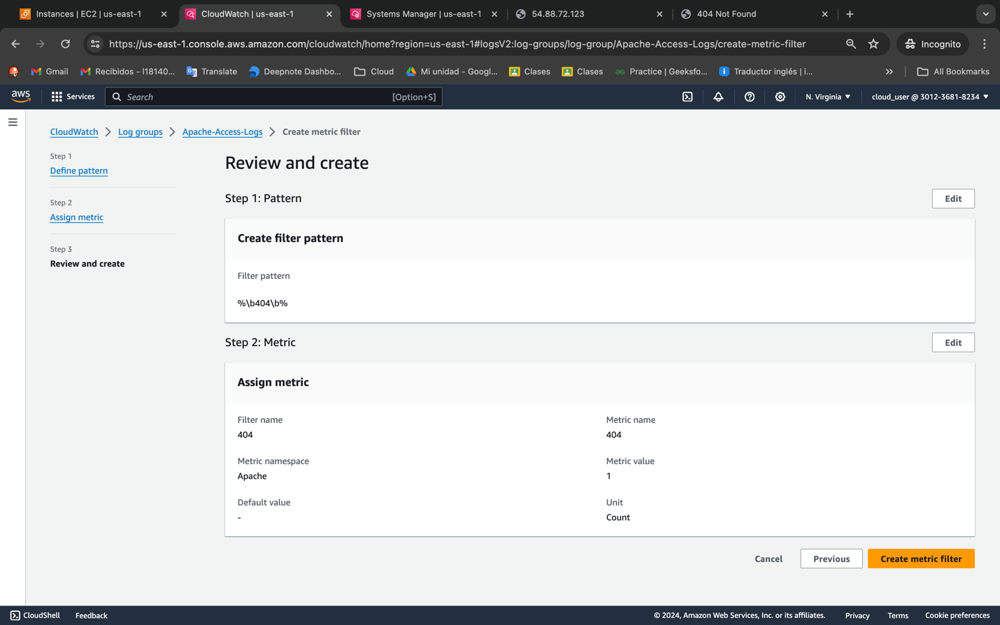 Instances | EC2 | us-east-1
CloudWatch | us-east-1
Systems Manager | us-east-1
54.88.72.123
404 Not Found
https://us-east-1.console.aws.amazon.com/cloudwatch/home?region=us-east-1#logsV2:log-groups/log-group/Apache-Access-Logs/create-metric-filter
Incognito
Gmail
Recibidos - l18140...
Translate
Deepnote Dashbo...
Cloud
Mi unidad - Googl...
Clases
Clases
Practice | Geeksfo...
Traductor inglés | i...
All Bookmarks
aws
Services
Search
[Option+S]
N. Virginia
cloud_user @ 3012-3681-8234
CloudWatch
Log groups
Apache-Access-Logs
Create metric filter
Step 1
Define pattern
Step 2
Assign metric
Step 3
Review and create
Review and create
Step 1: Pattern
Edit
Create filter pattern
Filter pattern
%\b404\b%
Step 2: Metric
Edit
Assign metric
Filter name
404
Metric name
404
Metric namespace
Apache
Metric value
1
Default value
-
Unit
Count
Cancel
Previous
Create metric filter
CloudShell
Feedback
© 2024, Amazon Web Services, Inc. or its affiliates.
Privacy
Terms
Cookie preferences